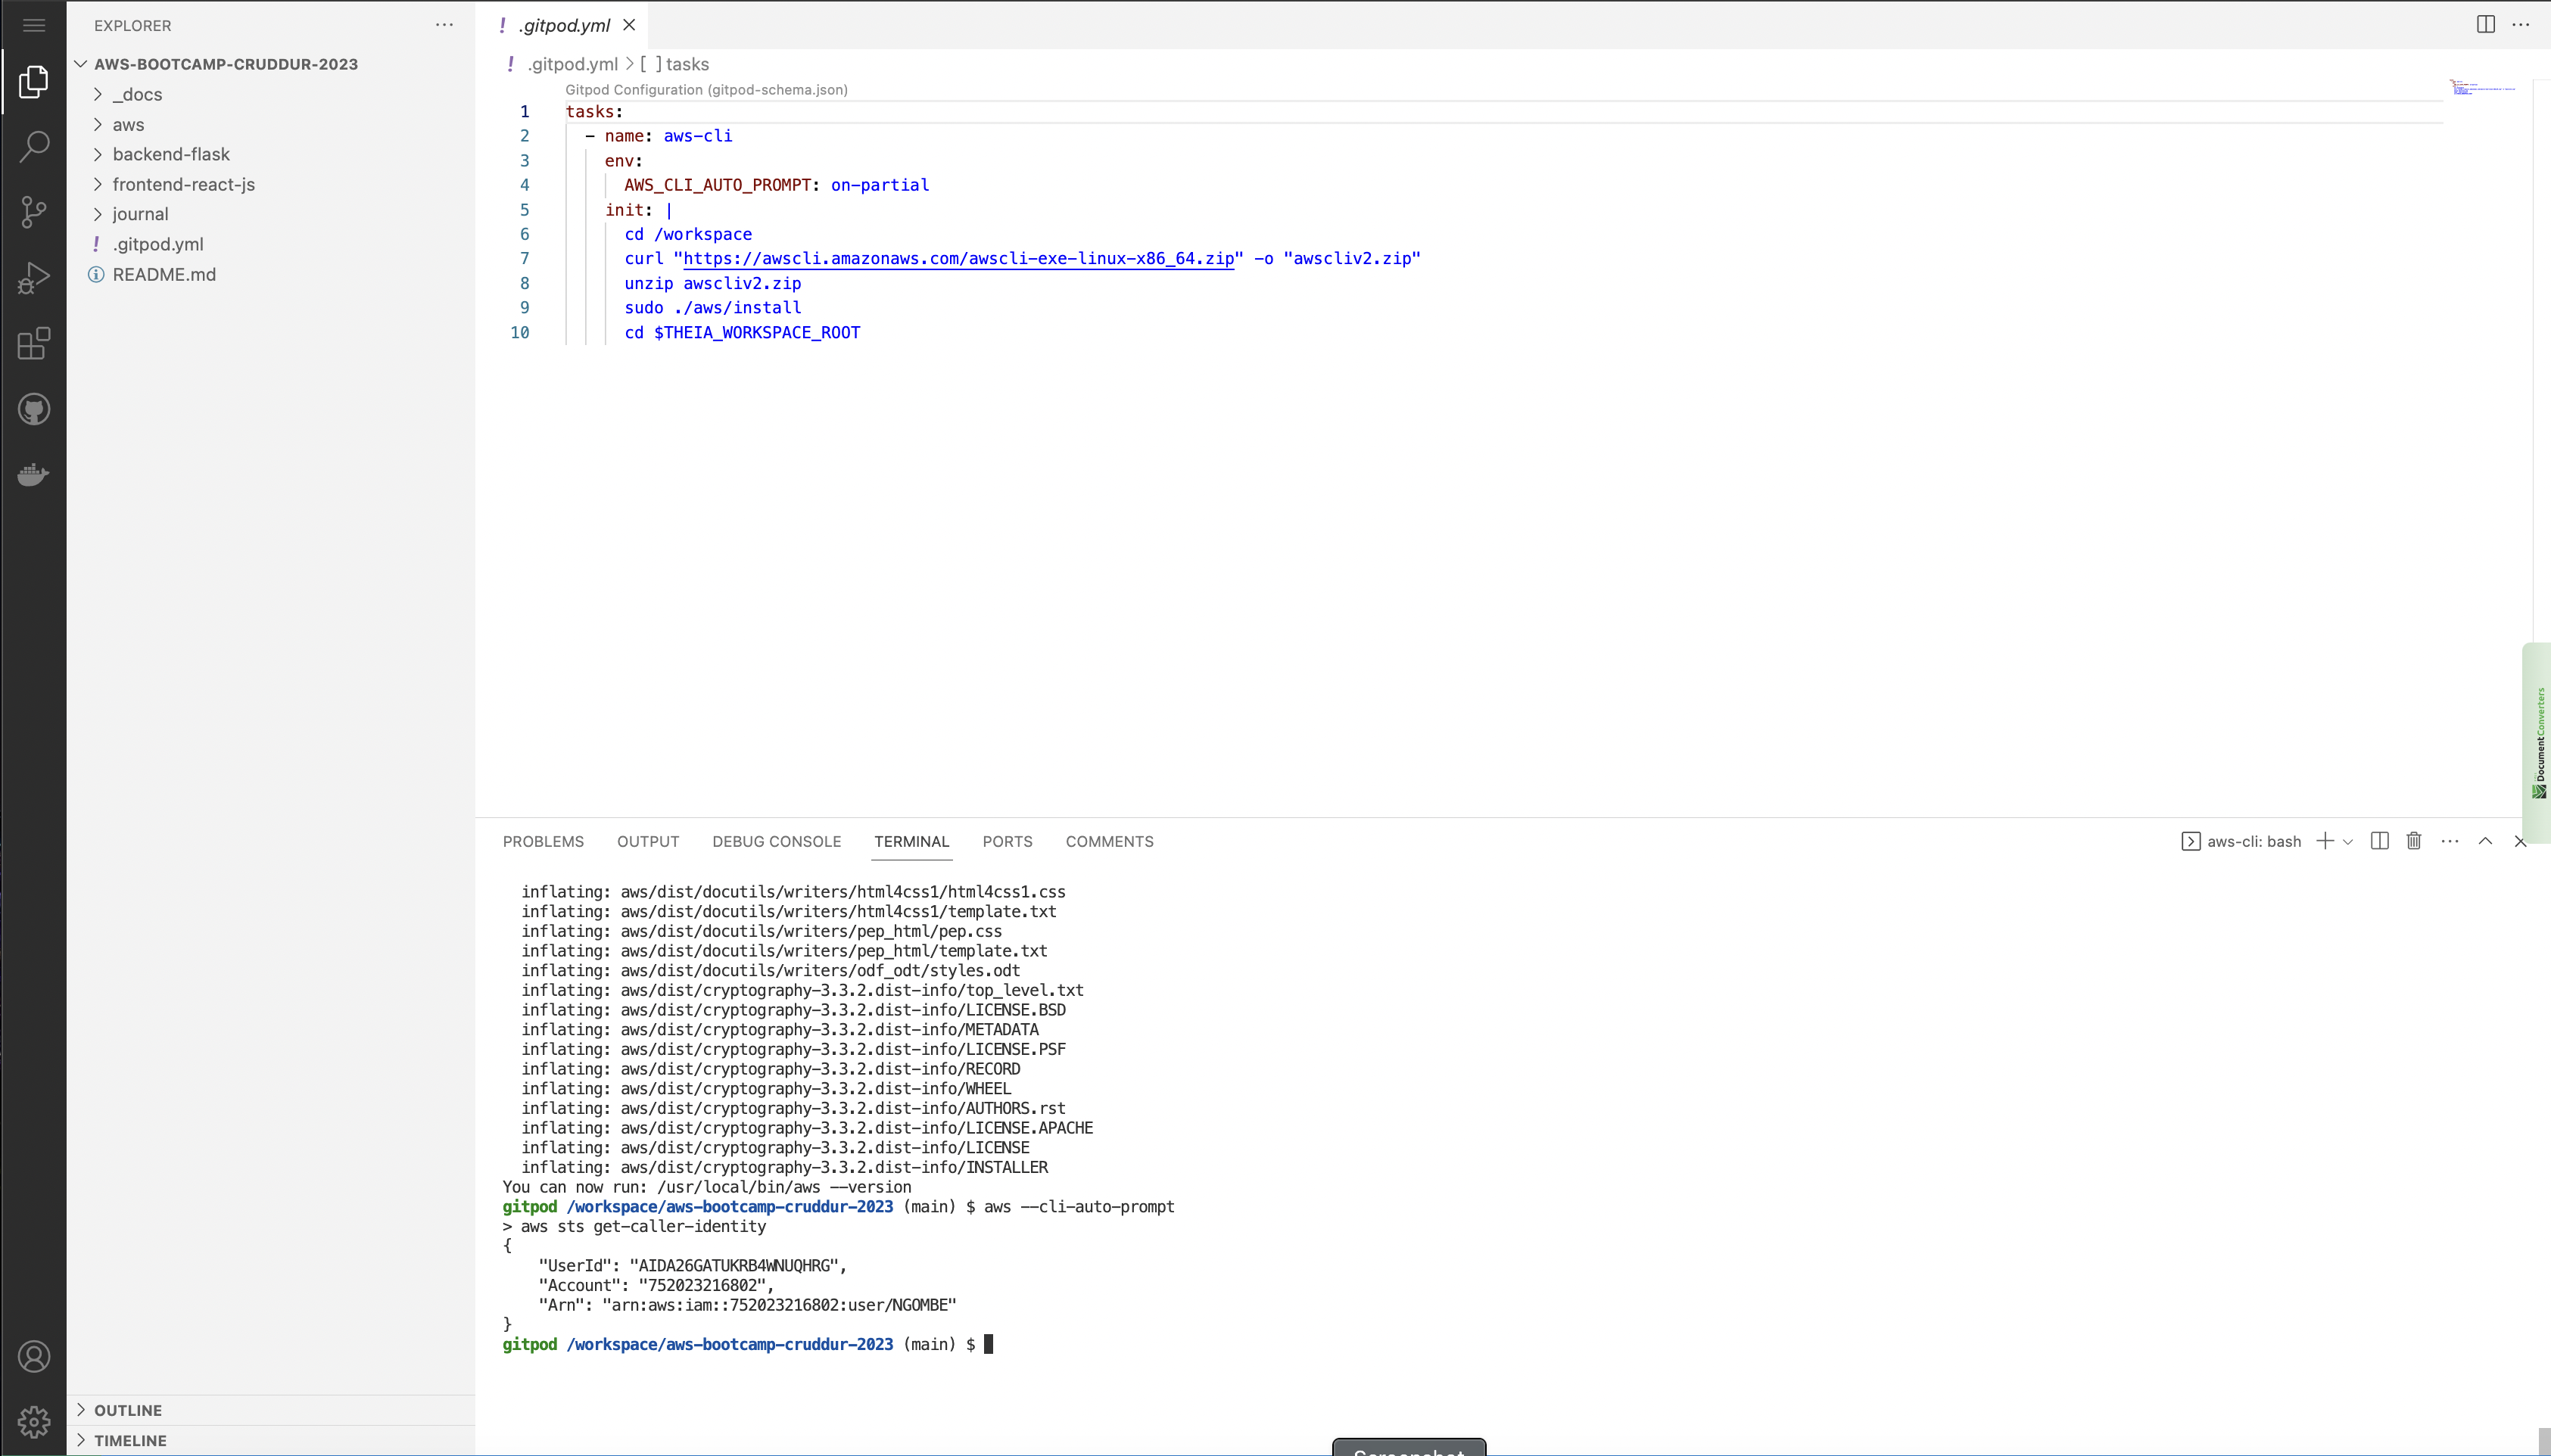 EXPLORER
AWS-BOOTCAMP-CRUDDUR-2023
_docs
aws
backend-flask
frontend-react-js
journal
! .gitpod.yml
README.md
OUTLINE
TIMELINE
! .gitpod.yml
! .gitpod.yml > [ ] tasks
Gitpod Configuration (gitpod-schema.json)
1 tasks:
2 - name: aws-cli
3 env:
4 AWS_CLI_AUTO_PROMPT: on-partial
5 init: |
6 cd /workspace
7 curl "https://awscli.amazonaws.com/awscli-exe-linux-x86_64.zip" -o "awscliv2.zip"
8 unzip awscliv2.zip
9 sudo ./aws/install
10 cd $THEIA_WORKSPACE_ROOT
DocumentConverters
PROBLEMS OUTPUT DEBUG CONSOLE TERMINAL PORTS COMMENTS aws-cli: bash
inflating: aws/dist/docutils/writers/html4css1/html4css1.css
inflating: aws/dist/docutils/writers/html4css1/template.txt
inflating: aws/dist/docutils/writers/pep_html/pep.css
inflating: aws/dist/docutils/writers/pep_html/template.txt
inflating: aws/dist/docutils/writers/odf_odt/styles.odt
inflating: aws/dist/cryptography-3.3.2.dist-info/top_level.txt
inflating: aws/dist/cryptography-3.3.2.dist-info/LICENSE.BSD
inflating: aws/dist/cryptography-3.3.2.dist-info/METADATA
inflating: aws/dist/cryptography-3.3.2.dist-info/LICENSE.PSF
inflating: aws/dist/cryptography-3.3.2.dist-info/RECORD
inflating: aws/dist/cryptography-3.3.2.dist-info/WHEEL
inflating: aws/dist/cryptography-3.3.2.dist-info/AUTHORS.rst
inflating: aws/dist/cryptography-3.3.2.dist-info/LICENSE.APACHE
inflating: aws/dist/cryptography-3.3.2.dist-info/LICENSE
inflating: aws/dist/cryptography-3.3.2.dist-info/INSTALLER
You can now run: /usr/local/bin/aws --version
gitpod /workspace/aws-bootcamp-cruddur-2023 (main) $ aws --cli-auto-prompt
> aws sts get-caller-identity
{
"UserId": "AIDA26GATUKRB4WNUQHRG",
"Account": "752023216802",
"Arn": "arn:aws:iam::752023216802:user/NGOMBE"
}
gitpod /workspace/aws-bootcamp-cruddur-2023 (main) $
Screenshot